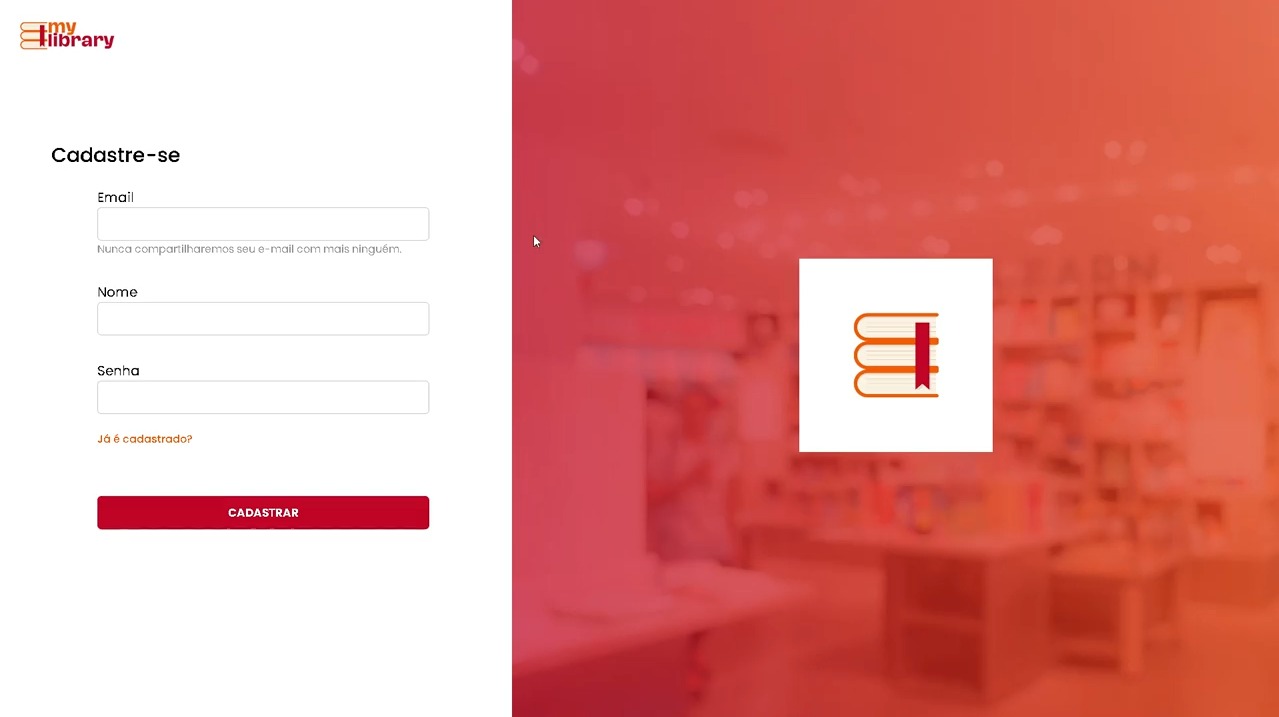 my
library
Cadastre-se
Email
Nunca compartilharemos seu e-mail com mais ninguém.
Nome
Senha
Já é cadastrado?
CADASTRAR